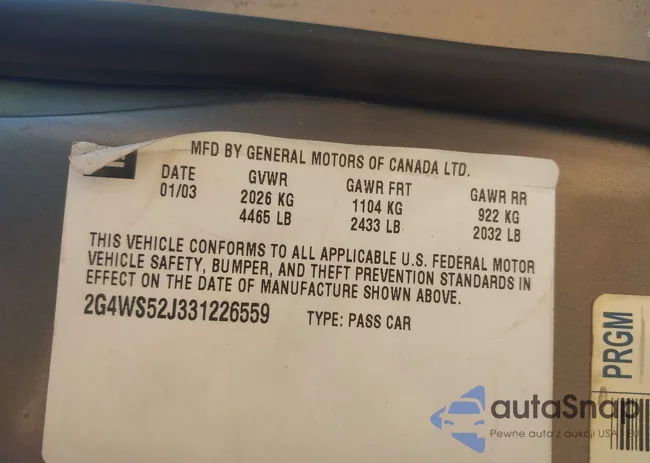 MFD BY GENERAL MOTORS OF CANADA LTD.
DATE GVWR GAWR FRT GAWR RR
01/03 2026 KG 1104 KG 922 KG
4465 LB 2433 LB 2032 LB
THIS VEHICLE CONFORMS TO ALL APPLICABLE U.S. FEDERAL MOTOR
VEHICLE SAFETY, BUMPER, AND THEFT PREVENTION STANDARDS IN
EFFECT ON THE DATE OF MANUFACTURE SHOWN ABOVE.
2G4WS52J331226559 TYPE: PASS CAR
PRGM
autoSnap
Pewne auta z aukcji USA i EU